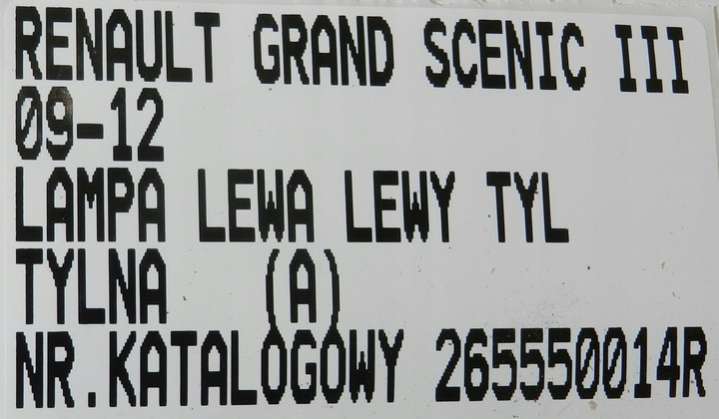 RENAULT GRAND SCENIC III
09-12
LAMPA LEWA LEWY TYL
TYLNA (A)
NR.KATALOGOWY 265550014R